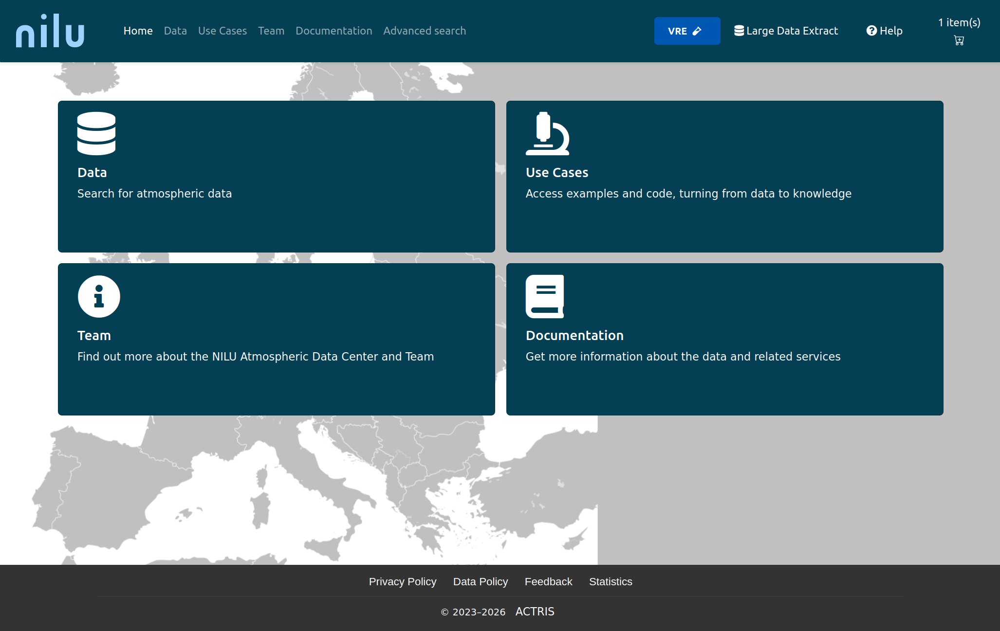 nilu
Home Data Use Cases Team Documentation Advanced search
VRE
Large Data Extract
Help
1 item(s)
Data
Search for atmospheric data
Use Cases
Access examples and code, turning from data to knowledge
Team
Find out more about the NILU Atmospheric Data Center and Team
Documentation
Get more information about the data and related services
Privacy Policy Data Policy Feedback Statistics
© 2023–2026 ACTRIS